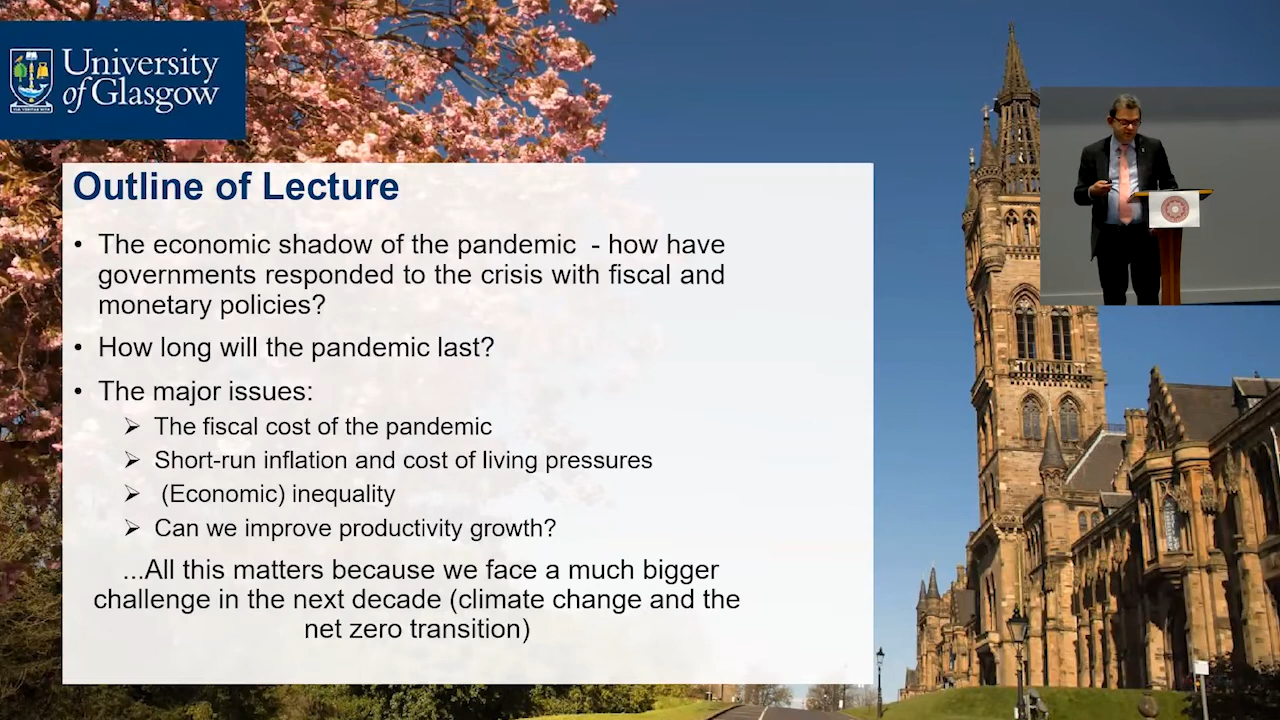 University
of Glasgow
Outline of Lecture
• The economic shadow of the pandemic - how have
governments responded to the crisis with fiscal and
monetary policies?
• How long will the pandemic last?
• The major issues:
➢ The fiscal cost of the pandemic
➢ Short-run inflation and cost of living pressures
➢ (Economic) inequality
➢ Can we improve productivity growth?
...All this matters because we face a much bigger
challenge in the next decade (climate change and the
net zero transition)